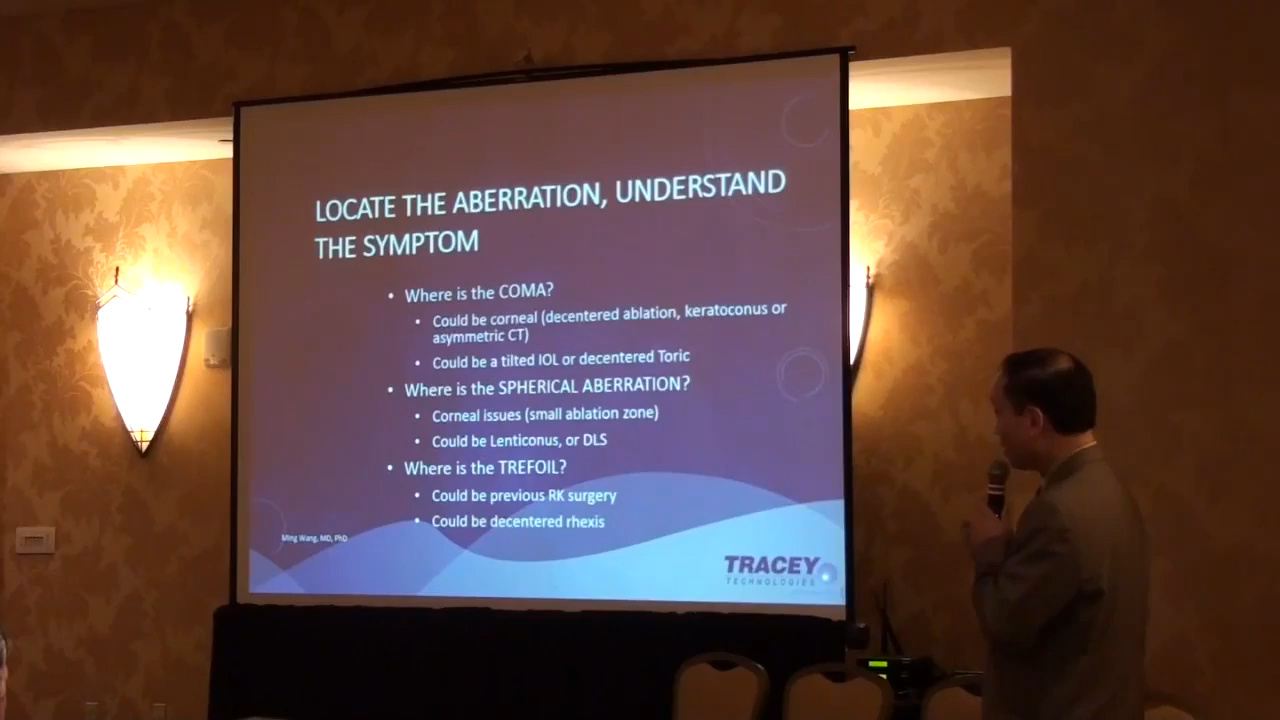 LOCATE THE ABERRATION, UNDERSTAND
THE SYMPTOM
• Where is the COMA?
• Could be corneal (decentered ablation, keratoconus or
asymmetric CT)
• Could be a tilted IOL or decentered Toric
• Where is the SPHERICAL ABERRATION?
• Corneal issues (small ablation zone)
• Could be Lenticonus, or DLS
• Where is the TREFOIL?
• Could be previous RK surgery
• Could be decentered rhexis
Ming Wang, MD, PhD
TRACEY
TECHNOLOGIES